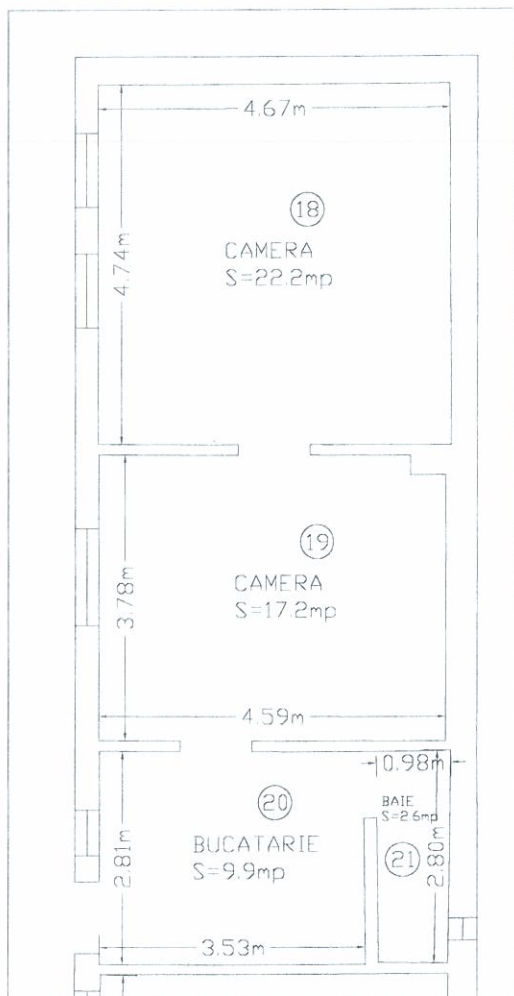 4.67m
18
4.74m
CAMERA
S=22.2mp
19
3.78m
CAMERA
S=17.2mp
4.59m
0.98m
20
BAIE
S=2.6mp
BUCATARIE
S=9.9mp
21
2.81m
2.80m
3.53m